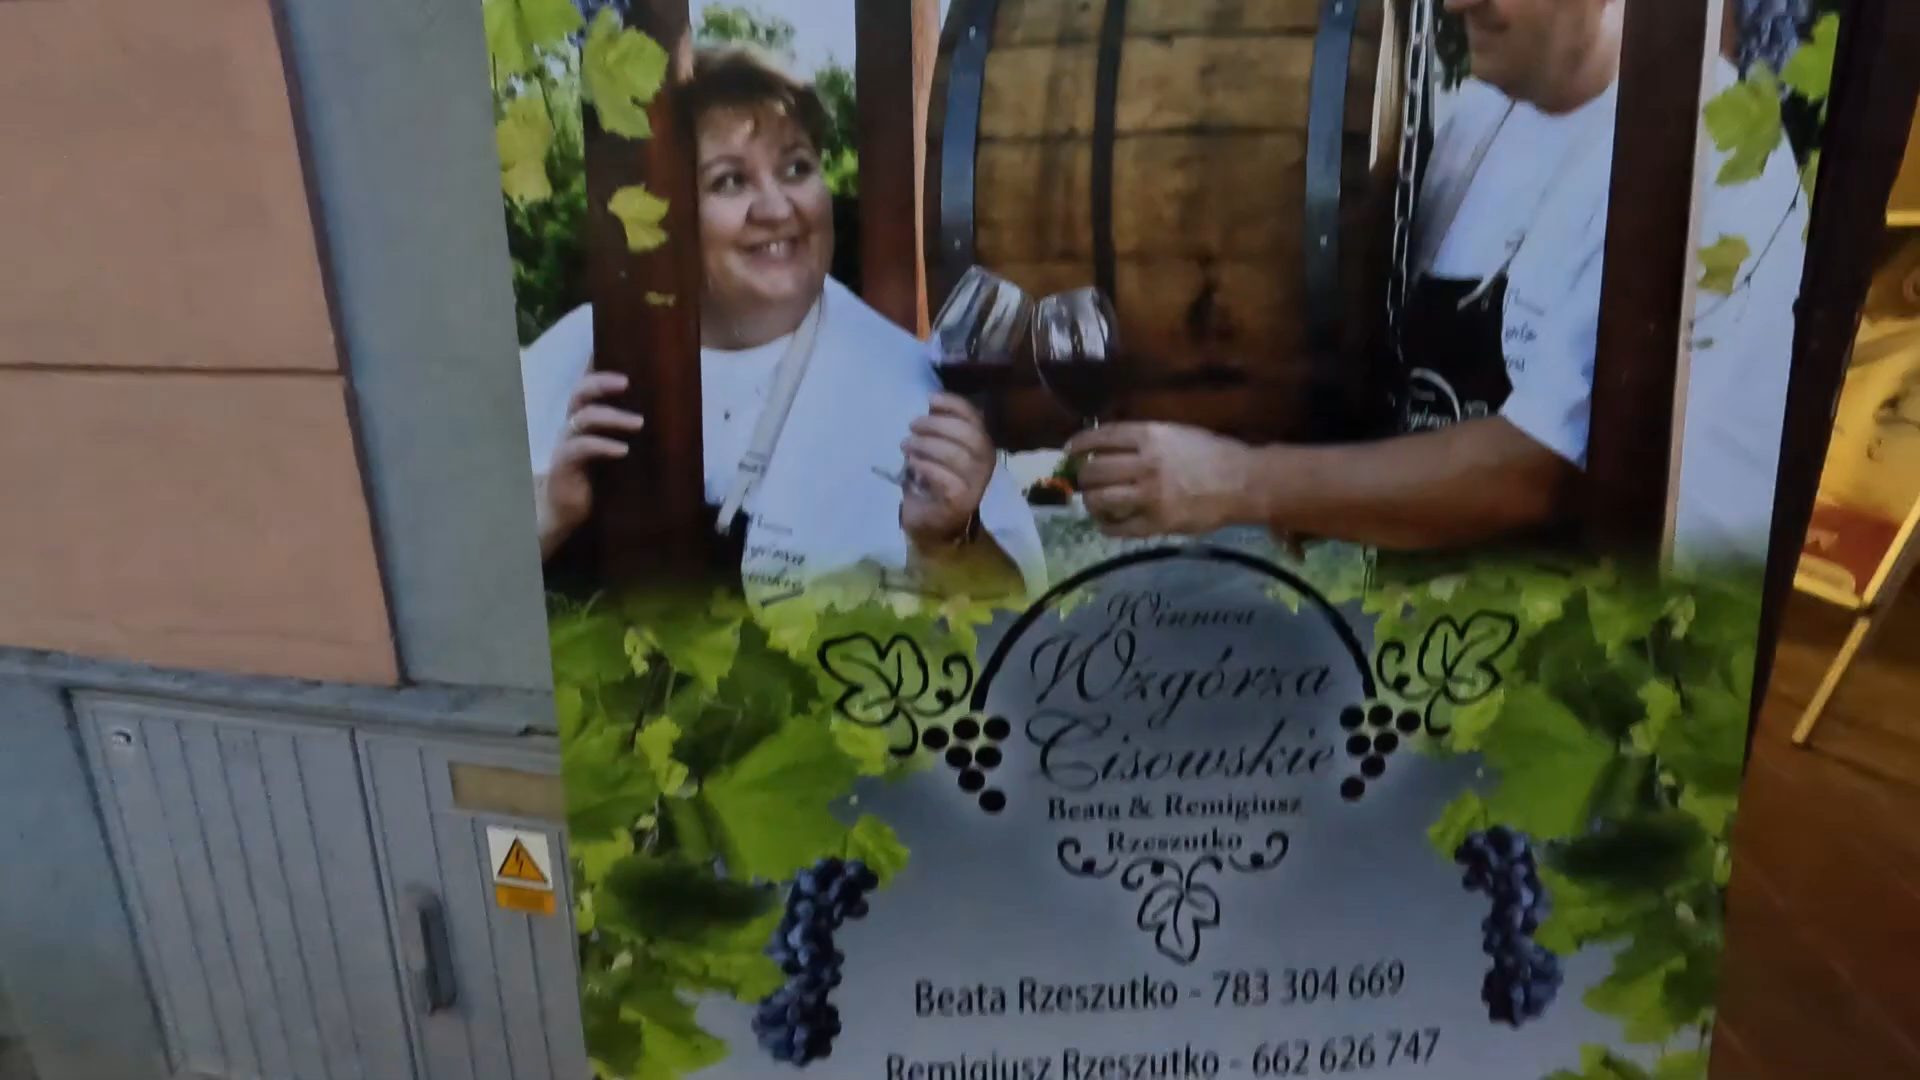 Winnica
Wzgórza
Cisowskie
Beata & Remigiusz
Rzeszutko
Beata Rzeszutko - 783 304 669
Remigiusz Rzeszutko - 662 626 747